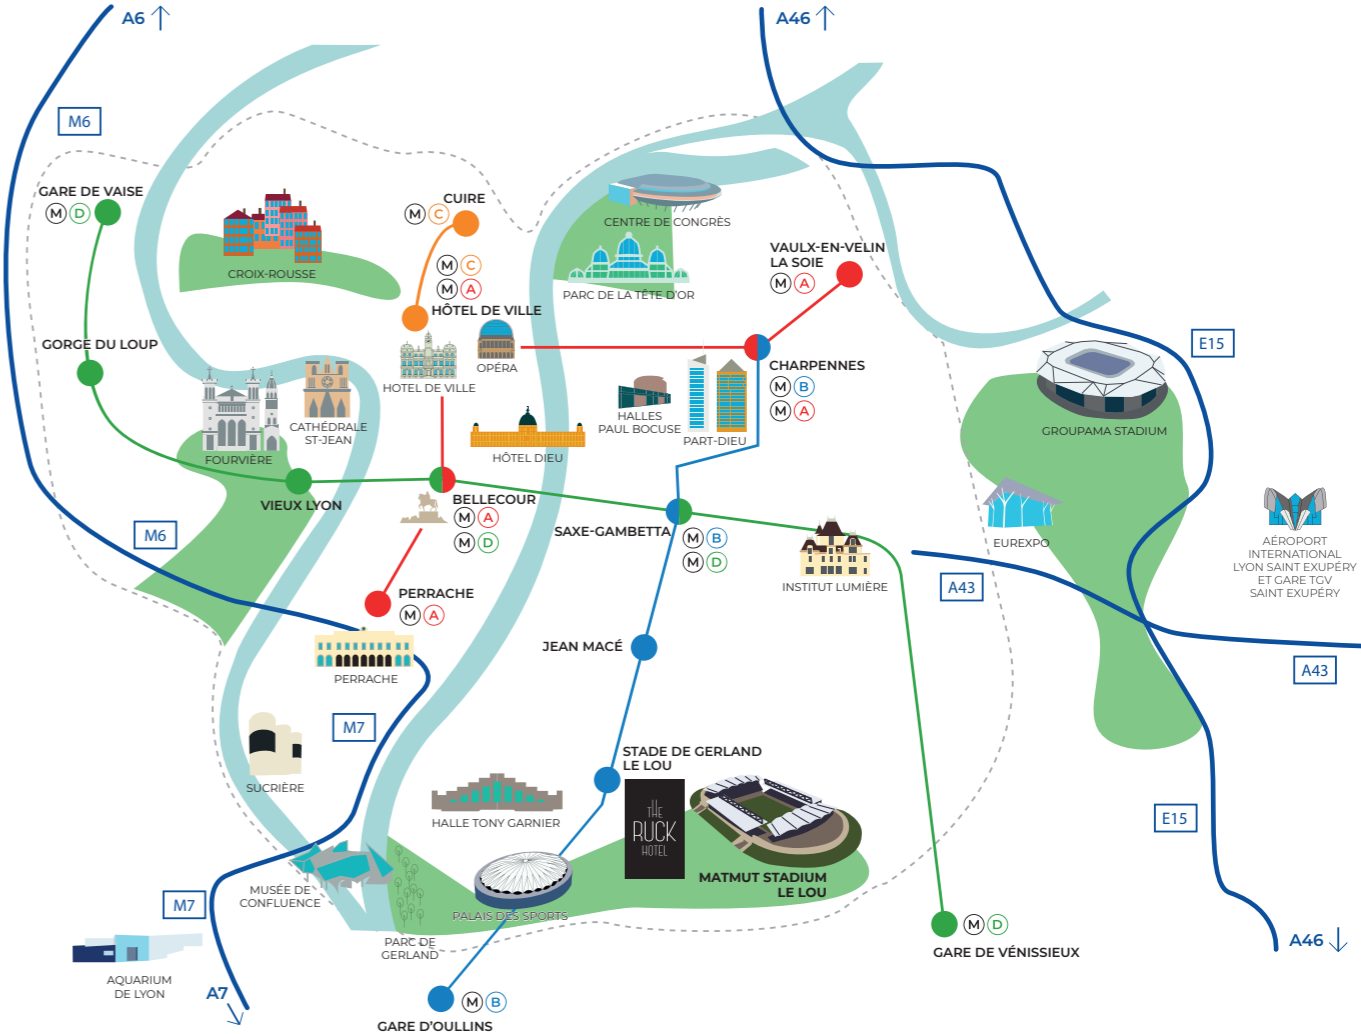 A6
A46
M6
GARE DE VAISE
M D
CUIRE
M C
CENTRE DE CONGRÈS
CROIX-ROUSSE
M C
M A
HÔTEL DE VILLE
PARC DE LA TÊTE D'OR
VAULX-EN-VELIN
LA SOIE
M A
GORGE DU LOUP
HOTEL DE VILLE
OPÉRA
CHARPENNES
M B
M A
E15
CATHÉDRALE
ST-JEAN
FOURVIÈRE
HÔTEL DIEU
HALLES
PAUL BOCUSE
PART-DIEU
GROUPAMA STADIUM
VIEUX LYON
BELLECOUR
M A
M D
SAXE-GAMBETTA
M B
M D
M6
INSTITUT LUMIÈRE
EUREXPO
AÉROPORT
INTERNATIONAL
LYON SAINT EXUPÉRY
ET GARE TGV
SAINT EXUPÉRY
A43
PERRACHE
M A
PERRACHE
JEAN MACÉ
A43
M7
SUCRIÈRE
STADE DE GERLAND
LE LOU
HALLE TONY GARNIER
THE
RUCK
HOTEL
E15
MATMUT STADIUM
LE LOU
MUSÉE DE
CONFLUENCE
M7
PALAIS DES SPORTS
PARC DE
GERLAND
M D
GARE DE VÉNISSIEUX
A46
AQUARIUM
DE LYON
A7
M B
GARE D'OULLINS